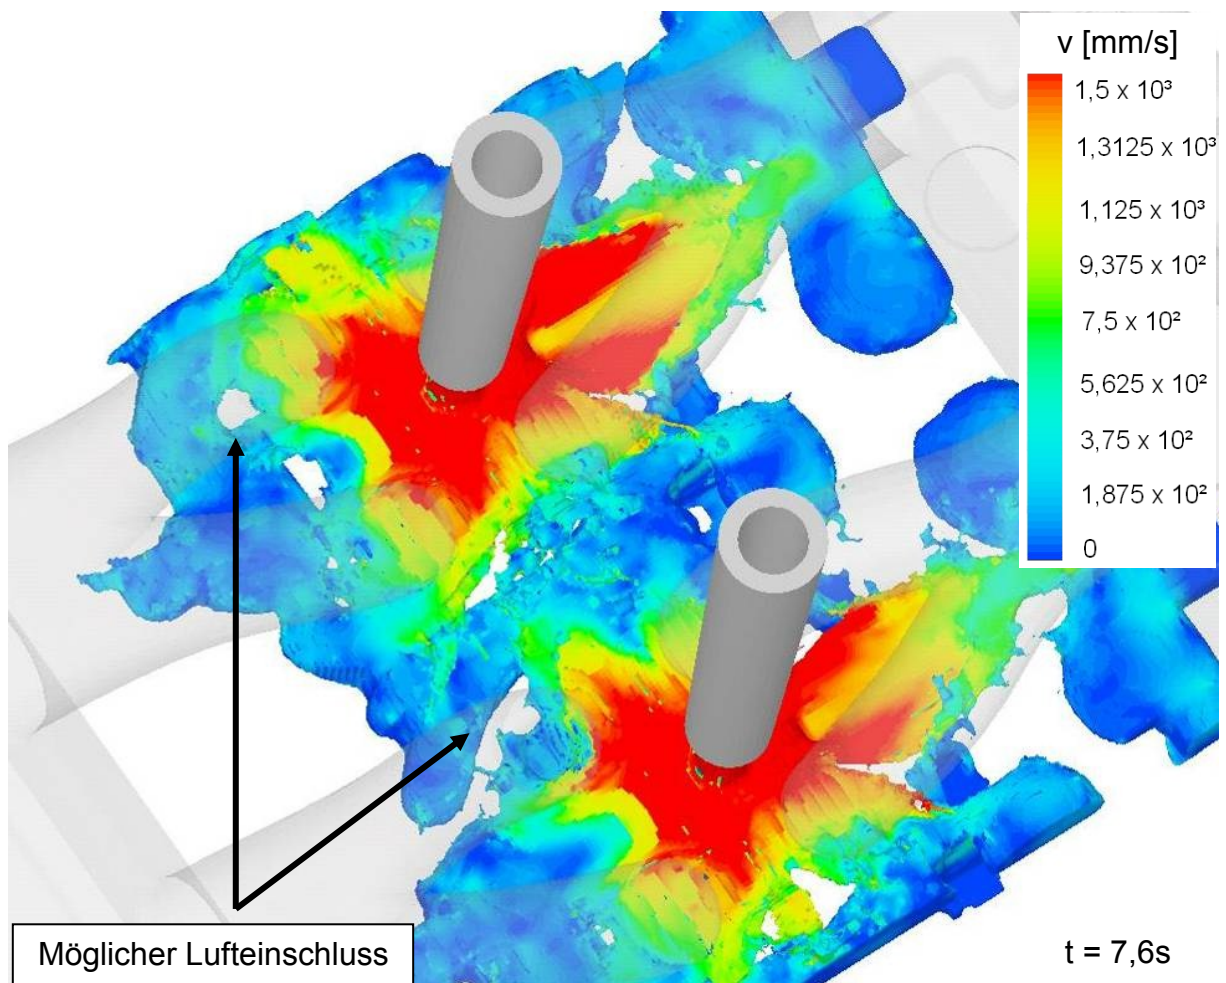 v [mm/s]
1,5 x 10³
1,3125 x 10³
1,125 x 10³
9,375 x 10²
7,5 x 10²
5,625 x 10²
3,75 x 10²
1,875 x 10²
0
Möglicher Lufteinschluss
t = 7,6s